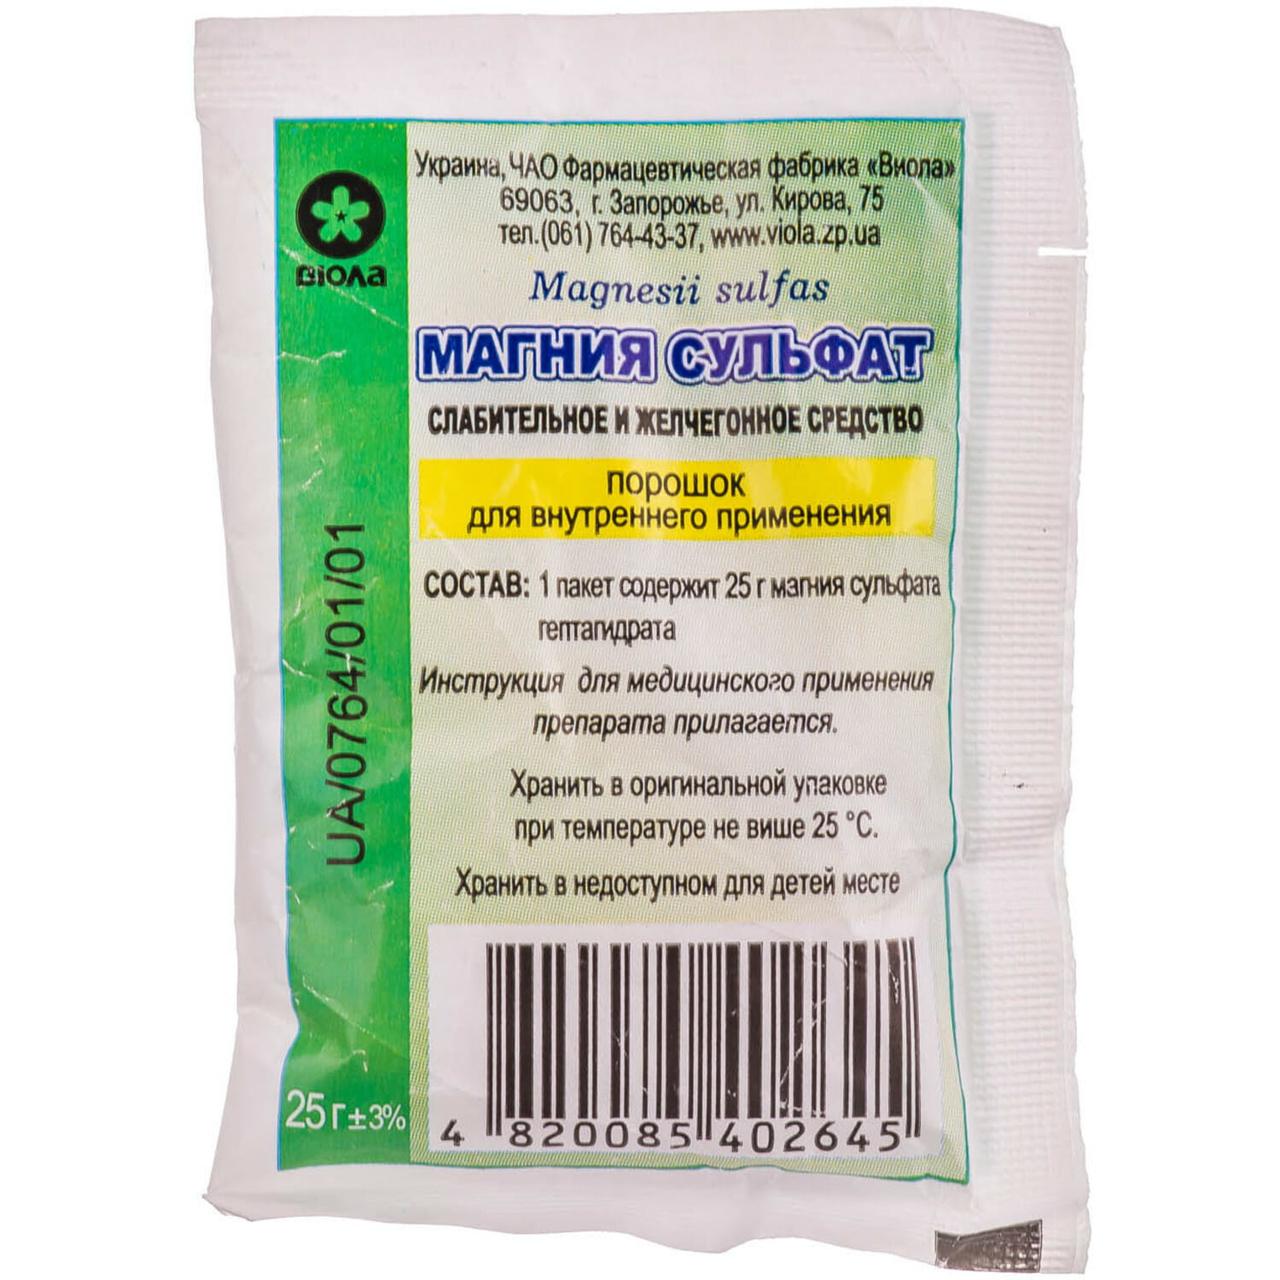 Украина, ЧАО Фармацевтическая фабрика «Виола»
69063, г. Запорожье, ул. Кирова, 75
тел.(061) 764-43-37, www.viola.zp.ua
віола
Magnesii sulfas
МАГНИЯ СУЛЬФАТ
СЛАБИТЕЛЬНОЕ И ЖЕЛЧЕГОННОЕ СРЕДСТВО
порошок
для внутреннего применения
СОСТАВ: 1 пакет содержит 25 г магния сульфата
гептагидрата
Инструкция для медицинского применения
препарата прилагается.
Хранить в оригинальной упаковке
при температуре не више 25 °С.
Хранить в недоступном для детей месте
UA/0764/01/01
25 г ± 3%
4 820085 402645